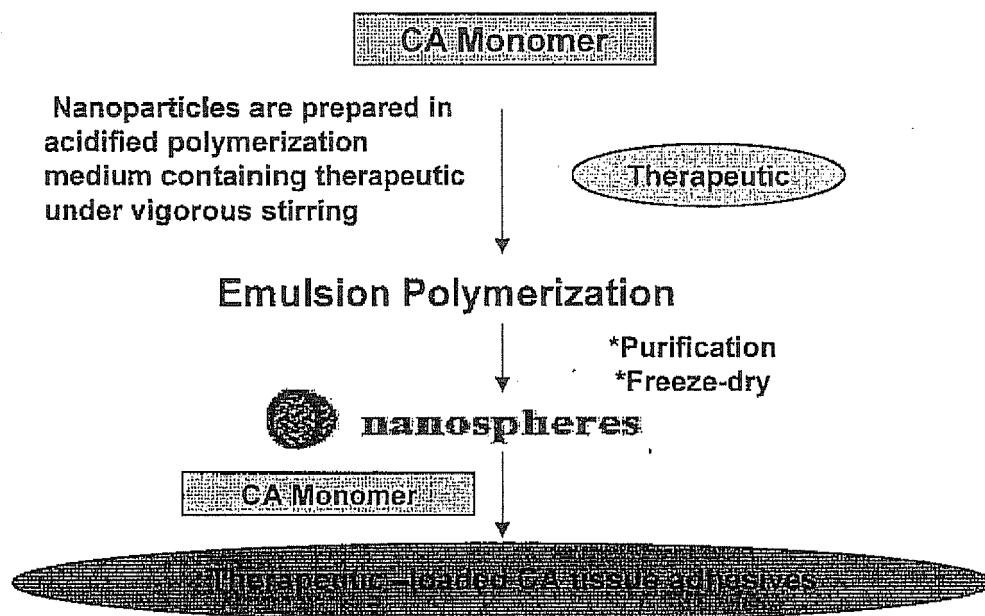 CA Monomer
Nanoparticles are prepared in
acidified polymerization
medium containing therapeutic
under vigorous stirring
Therapeutic
Emulsion Polymerization
*Purification
*Freeze-dry
nanospheres
CA Monomer
Therapeutic –loaded CA tissue adhesives